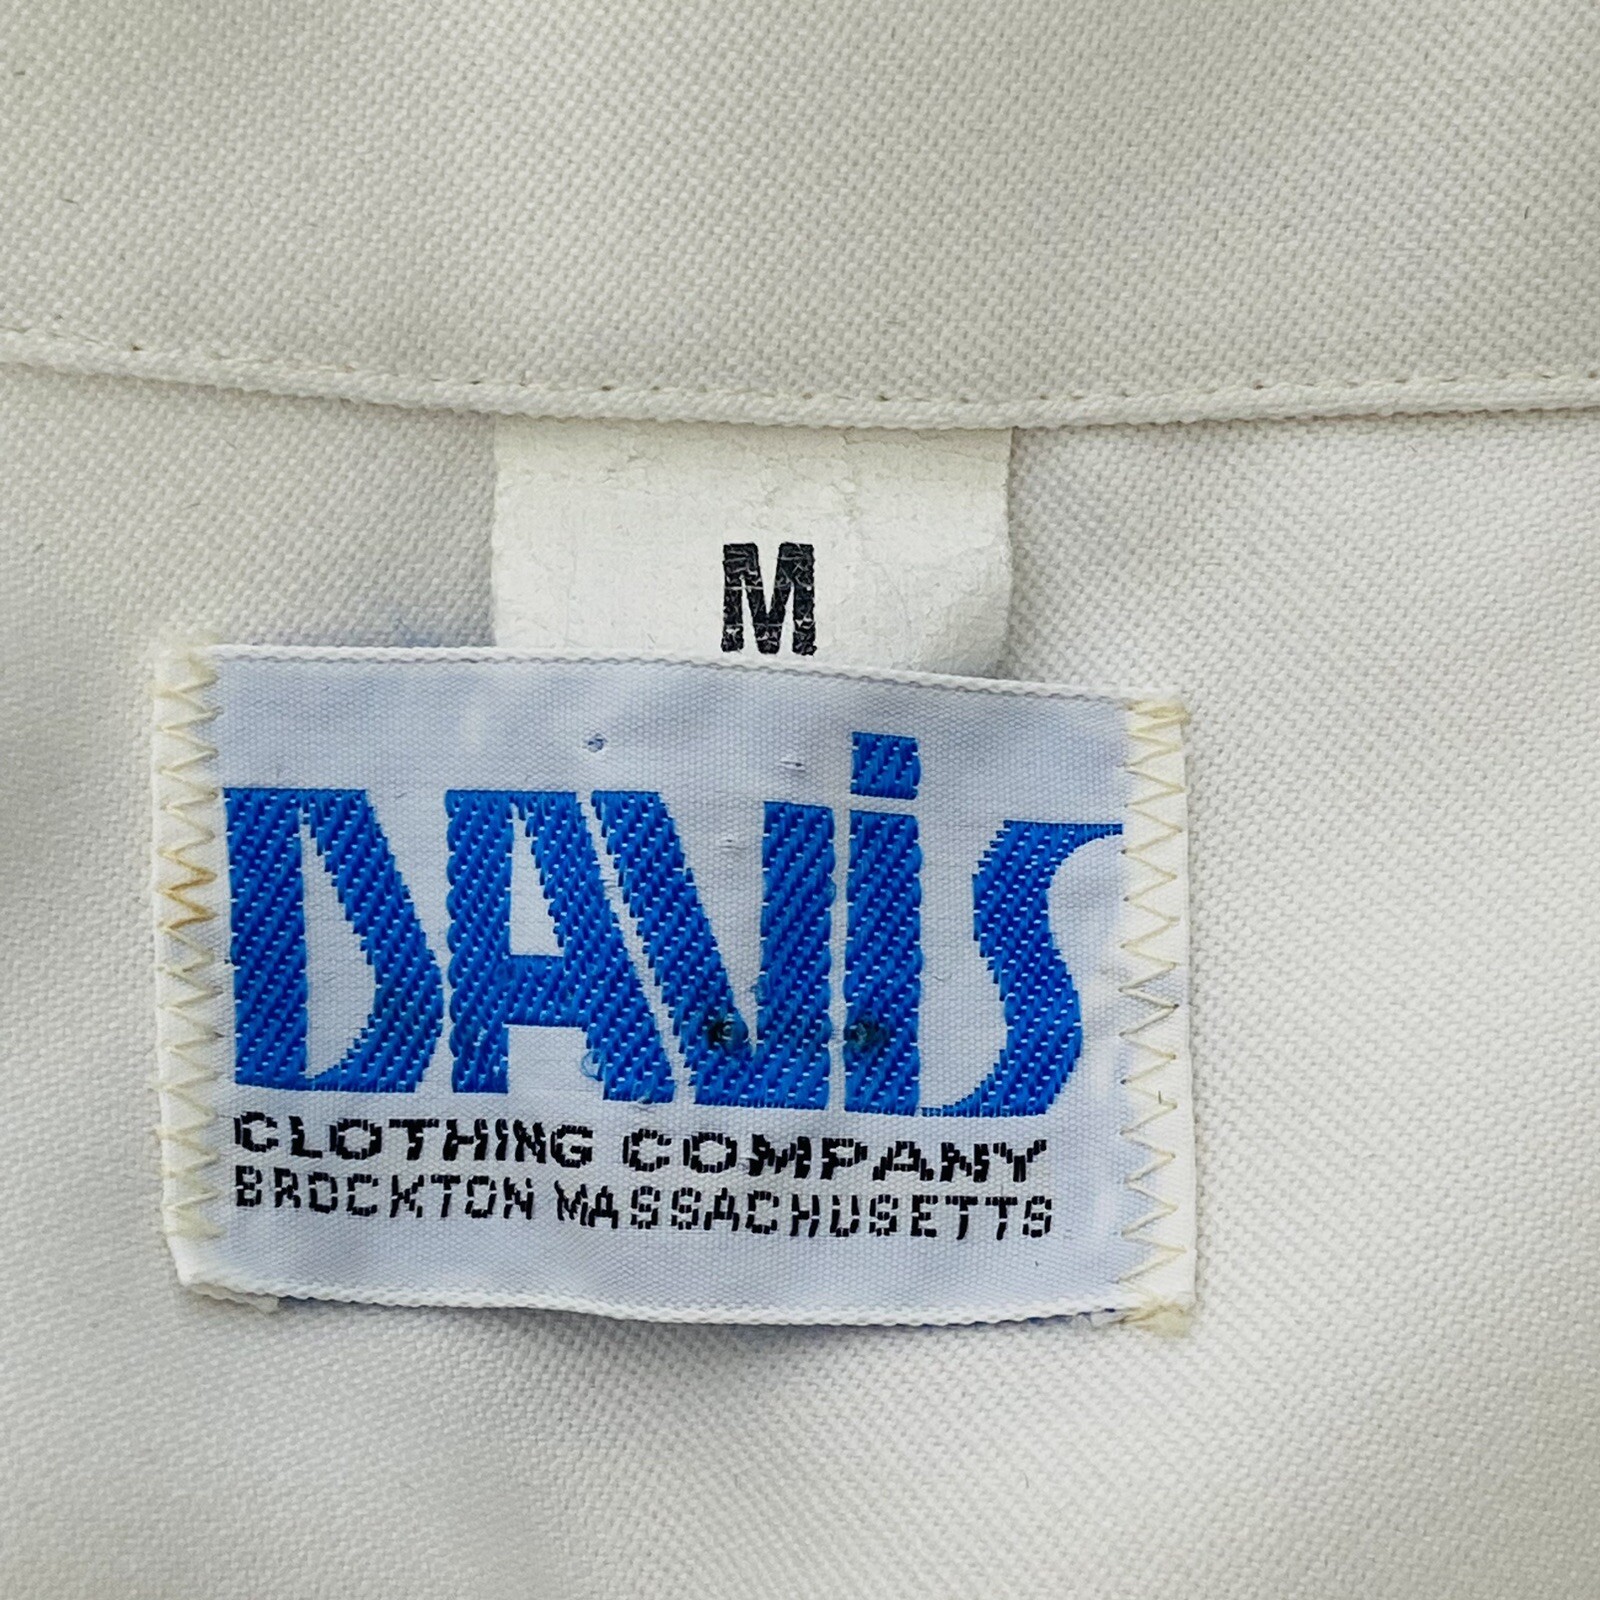 M
DAViS
CLOTHING COMPANY
BROCKTON MASSACHUSETTS